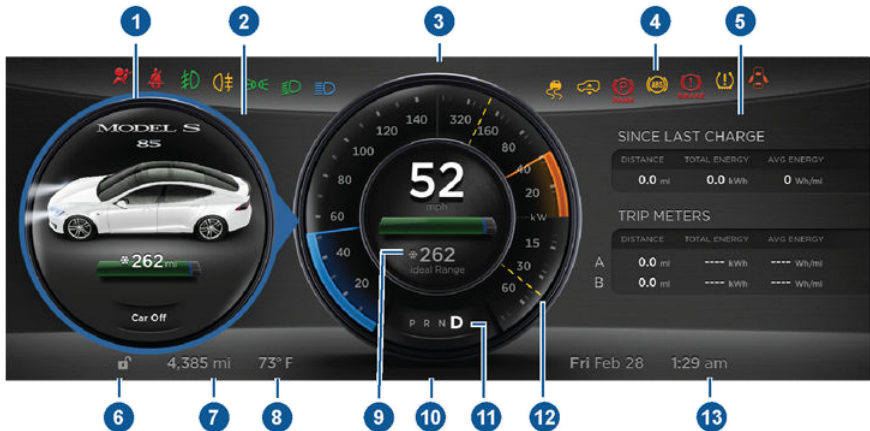 1 2 3 4 5
ABS
PARK
BRAKE
MODEL S
85
262 mi
Car Off
20 40 60 80 100 120 140
320 160 80 40 20
kW
15 30 60
52
mph
262
Ideal Range
P R N D
SINCE LAST CHARGE
DISTANCE TOTAL ENERGY AVG ENERGY
0.0 mi 0.0 kWh 0 Wh/mi
TRIP METERS
DISTANCE TOTAL ENERGY AVG ENERGY
A 0.0 mi ---- kWh ---- Wh/mi
B 0.0 mi ---- kWh ---- Wh/mi
4,385 mi 73° F Fri Feb 28 1:29 am
6 7 8 9 10 11 12 13